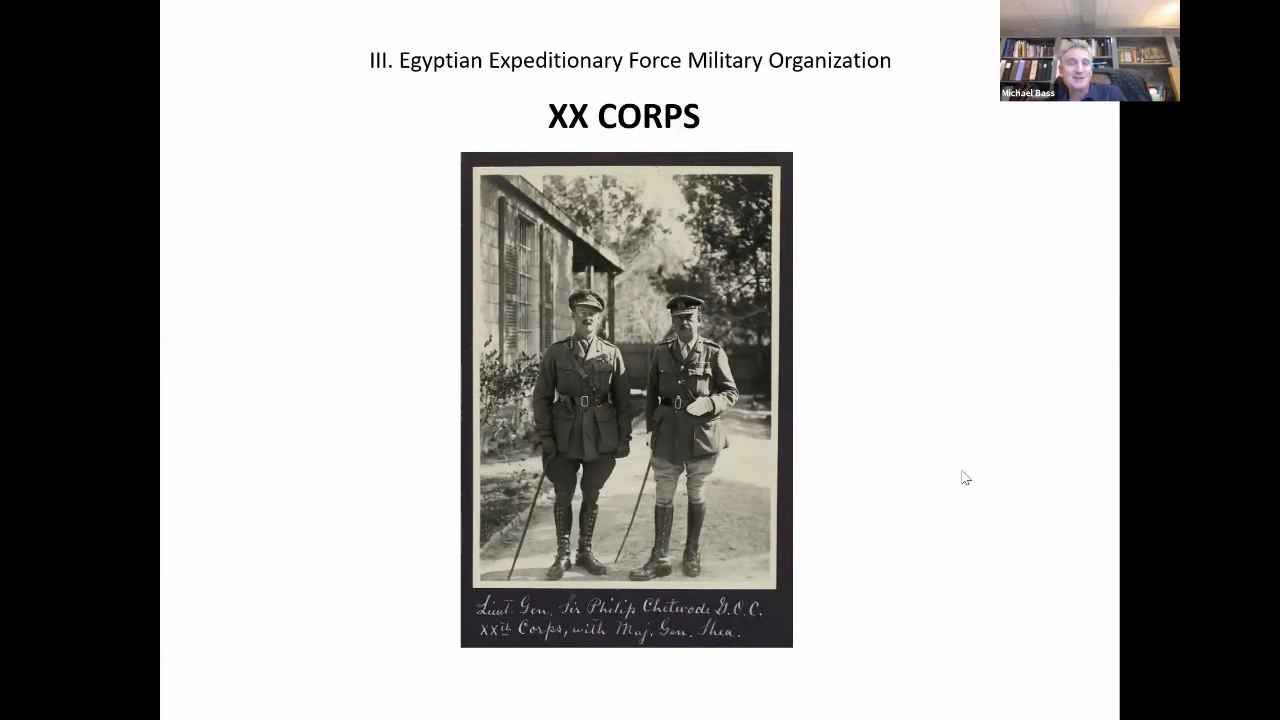 III. Egyptian Expeditionary Force Military Organization
XX CORPS
Michael Bass
Lieut. Gen. Sir Philip Chetwode G.O.C.
XXth Corps, with Maj. Gen. Shea.